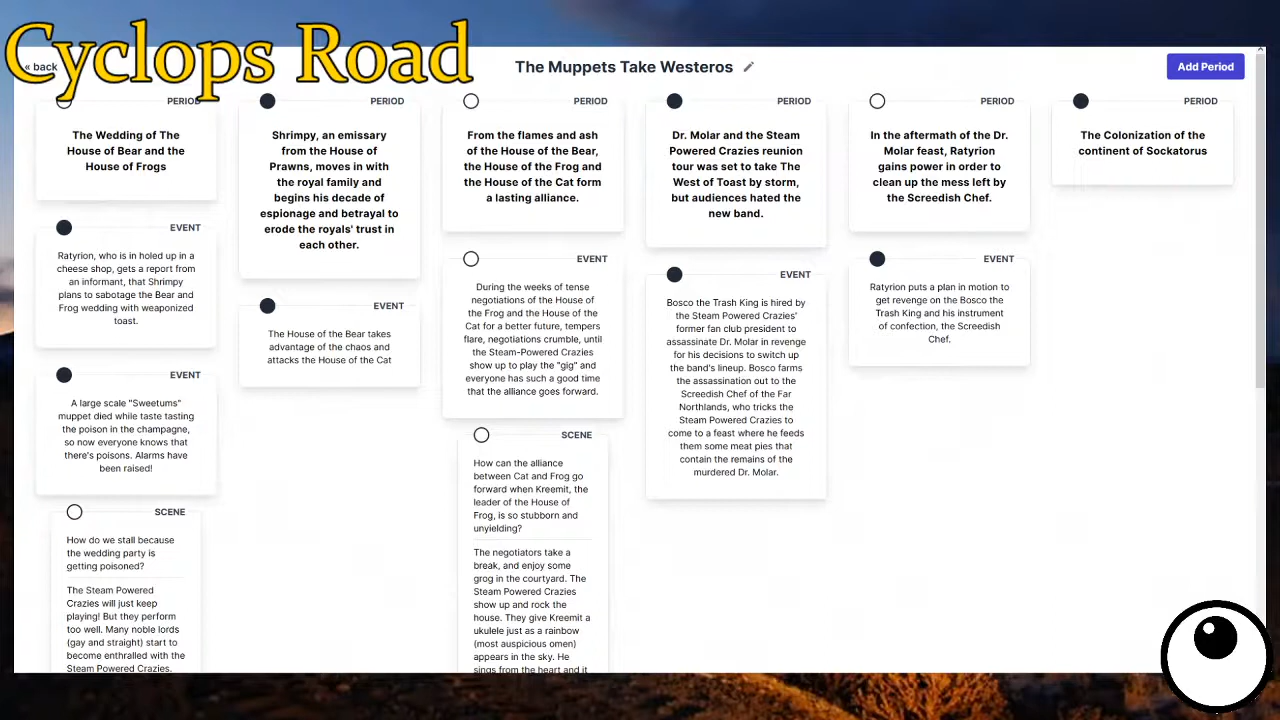 Cyclops Road
« back
The Muppets Take Westeros
Add Period
PERIOD
The Wedding of The
House of Bear and the
House of Frogs
EVENT
Ratyrion, who is in holed up in a
cheese shop, gets a report from
an informant, that Shrimpy
plans to sabotage the Bear and
Frog wedding with weaponized
toast.
EVENT
A large scale "Sweetums"
muppet died while taste tasting
the poison in the champagne,
so now everyone knows that
there's poisons. Alarms have
been raised!
SCENE
How do we stall because
the wedding party is
getting poisoned?
The Steam Powered
Crazies will just keep
playing! But they perform
too well. Many noble lords
(gay and straight) start to
become enthralled with the
Steam Powered Crazies.
PERIOD
Shrimpy, an emissary
from the House of
Prawns, moves in with
the royal family and
begins his decade of
espionage and betrayal to
erode the royals' trust in
each other.
EVENT
The House of the Bear takes
advantage of the chaos and
attacks the House of the Cat
PERIOD
From the flames and ash
of the House of the Bear,
the House of the Frog and
the House of the Cat form
a lasting alliance.
EVENT
During the weeks of tense
negotiations of the House of
the Frog and the House of the
Cat for a better future, tempers
flare, negotiations crumble, until
the Steam-Powered Crazies
show up to play the "gig" and
everyone has such a good time
that the alliance goes forward.
SCENE
How can the alliance
between Cat and Frog go
forward when Kreemit, the
leader of the House of
Frog, is so stubborn and
unyielding?
The negotiators take a
break, and enjoy some
grog in the courtyard. The
Steam Powered Crazies
show up and rock the
house. They give Kreemit a
ukulele just as a rainbow
(most auspicious omen)
appears in the sky. He
sings from the heart and it
PERIOD
Dr. Molar and the Steam
Powered Crazies reunion
tour was set to take The
West of Toast by storm,
but audiences hated the
new band.
EVENT
Bosco the Trash King is hired by
the Steam Powered Crazies'
former fan club president to
assassinate Dr. Molar in revenge
for his decisions to switch up
the band's lineup. Bosco farms
the assassination out to the
Screedish Chef of the Far
Northlands, who tricks the
Steam Powered Crazies to
come to a feast where he feeds
them some meat pies that
contain the remains of the
murdered Dr. Molar.
PERIOD
In the aftermath of the Dr.
Molar feast, Ratyrion
gains power in order to
clean up the mess left by
the Screedish Chef.
EVENT
Ratyrion puts a plan in motion to
get revenge on the Bosco the
Trash King and his instrument
of confection, the Screedish
Chef.
PERIOD
The Colonization of the
continent of Sockatorus